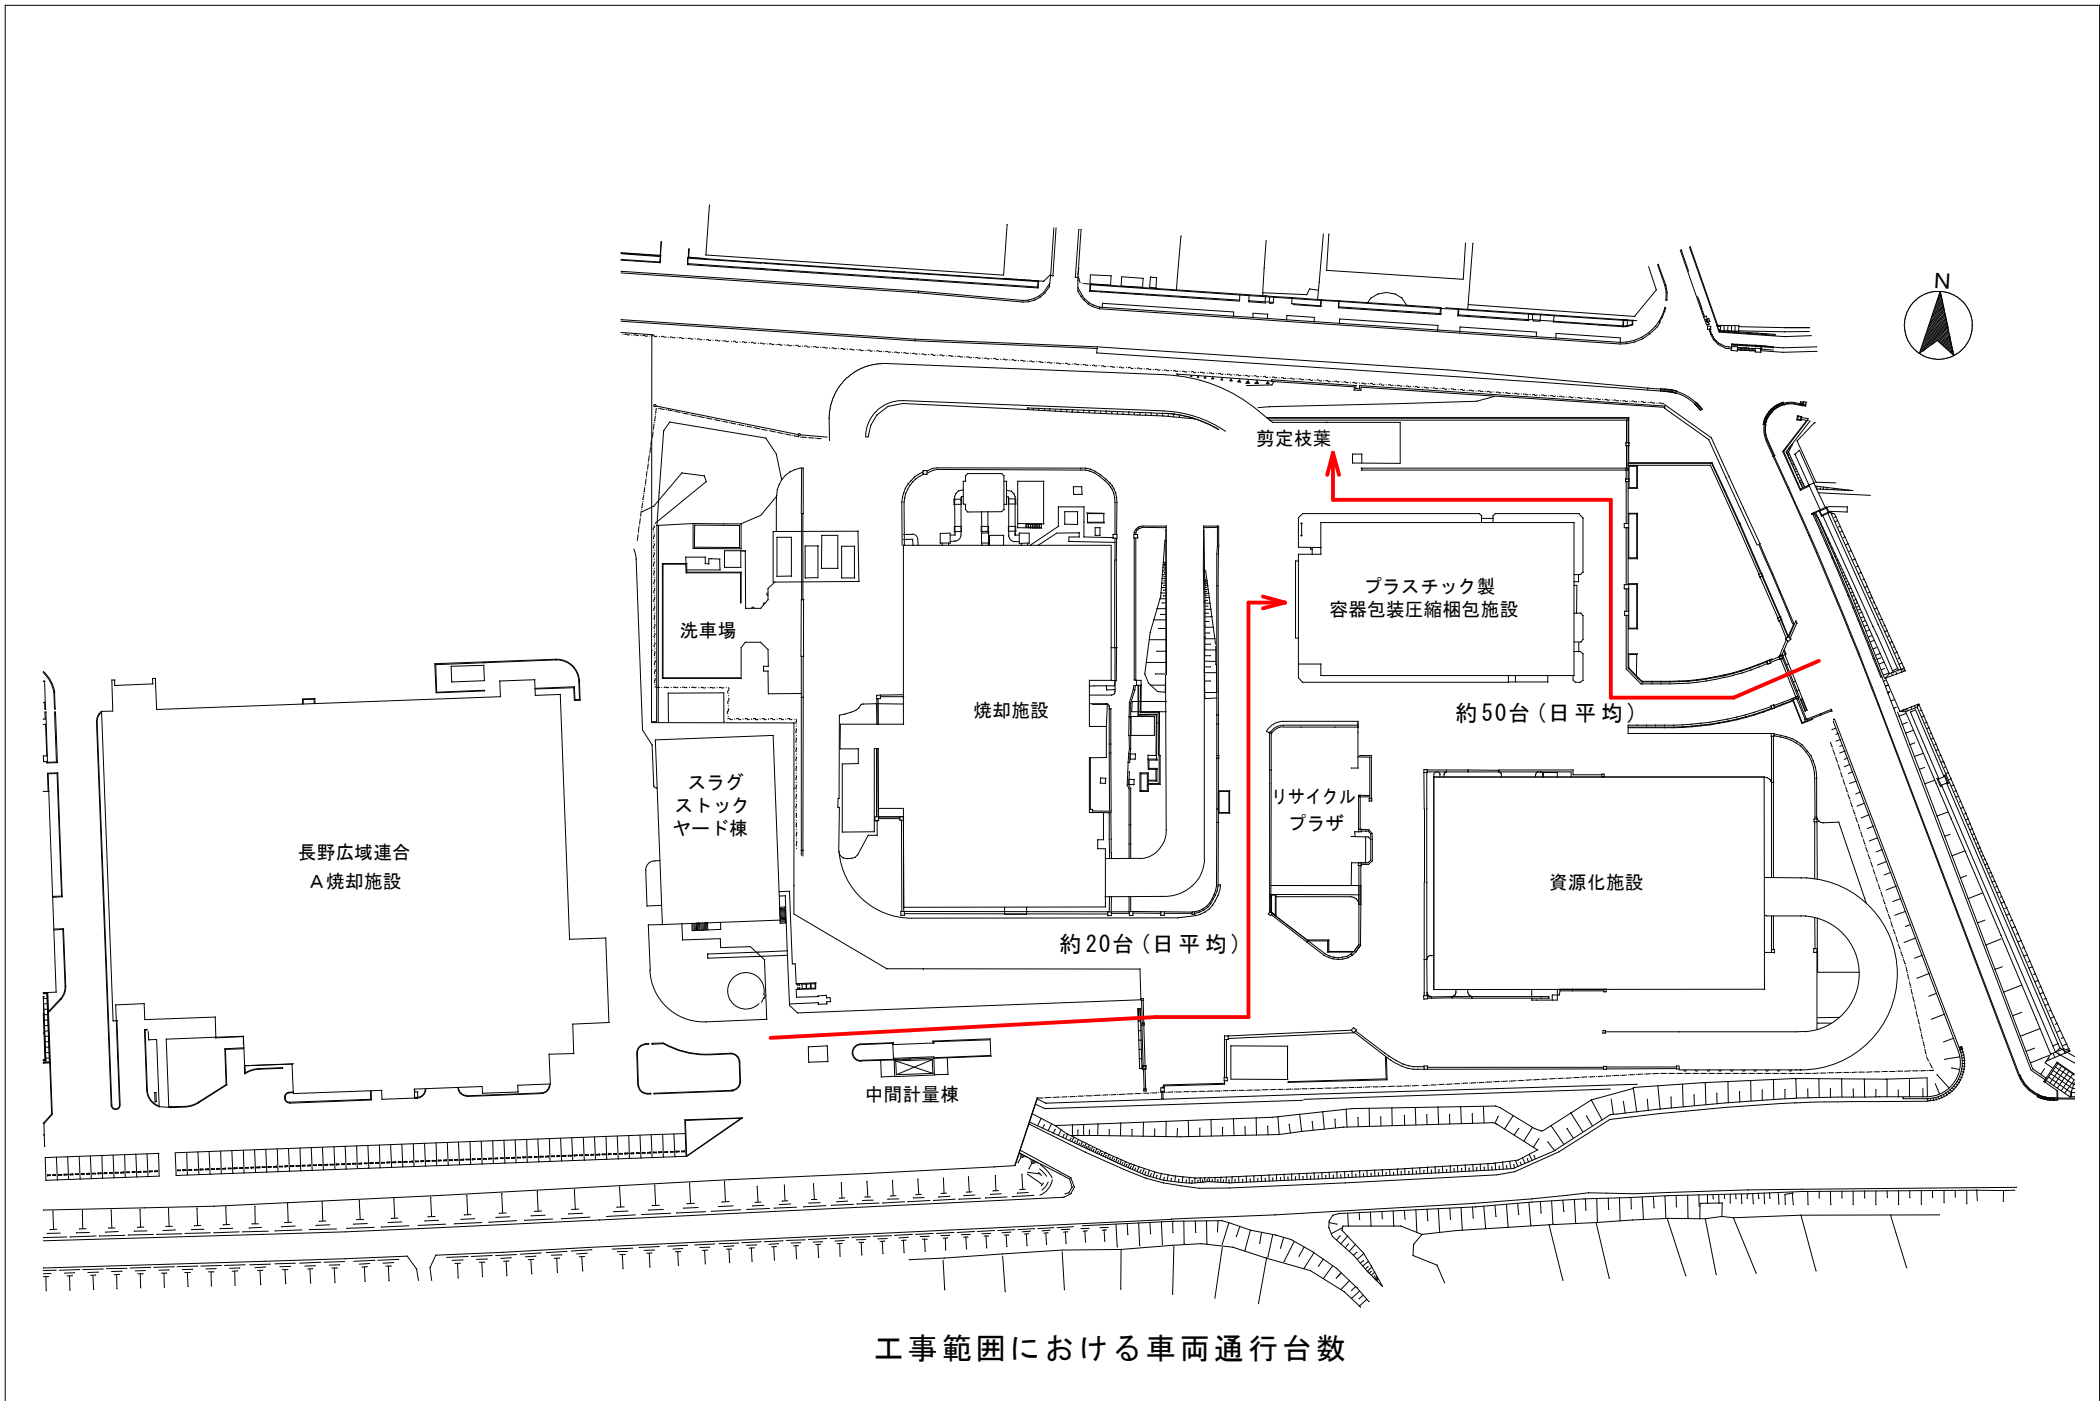 N
剪定枝葉
プラスチック製
容器包装圧縮梱包施設
洗車場
焼却施設
約50台(日平均)
スラグ
ストック
ヤード棟
リサイクル
プラザ
長野広域連合
A焼却施設
資源化施設
約20台(日平均)
中間計量棟
工事範囲における車両通行台数